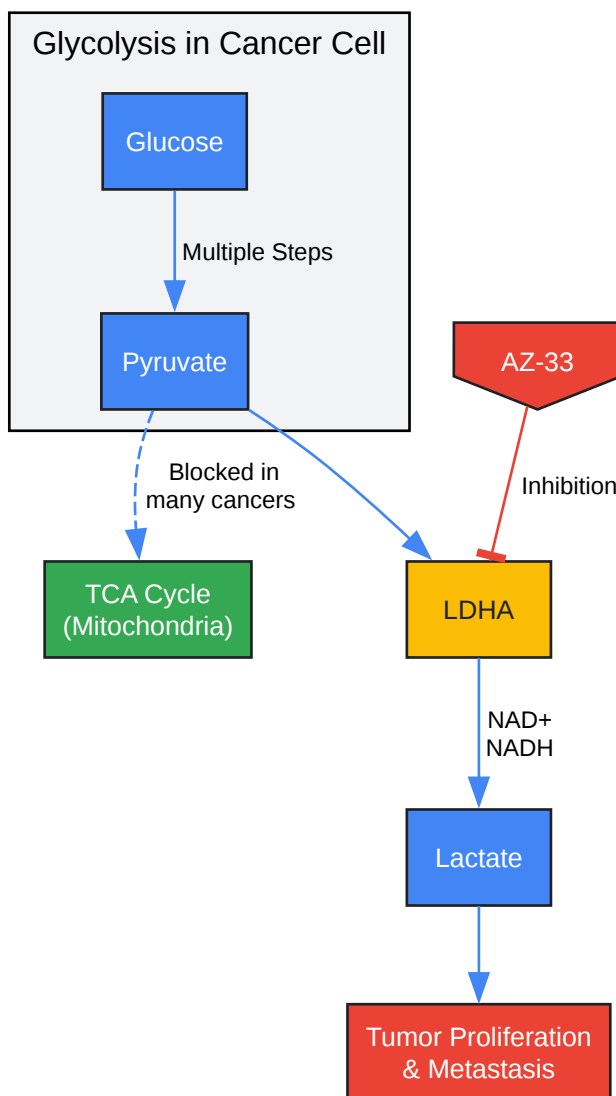 Glycolysis in Cancer Cell
Glucose
Multiple Steps
Pyruvate
AZ-33
Blocked in
many cancers
Inhibition
TCA Cycle
(Mitochondria)
LDHA
NAD+
NADH
Lactate
Tumor Proliferation
& Metastasis